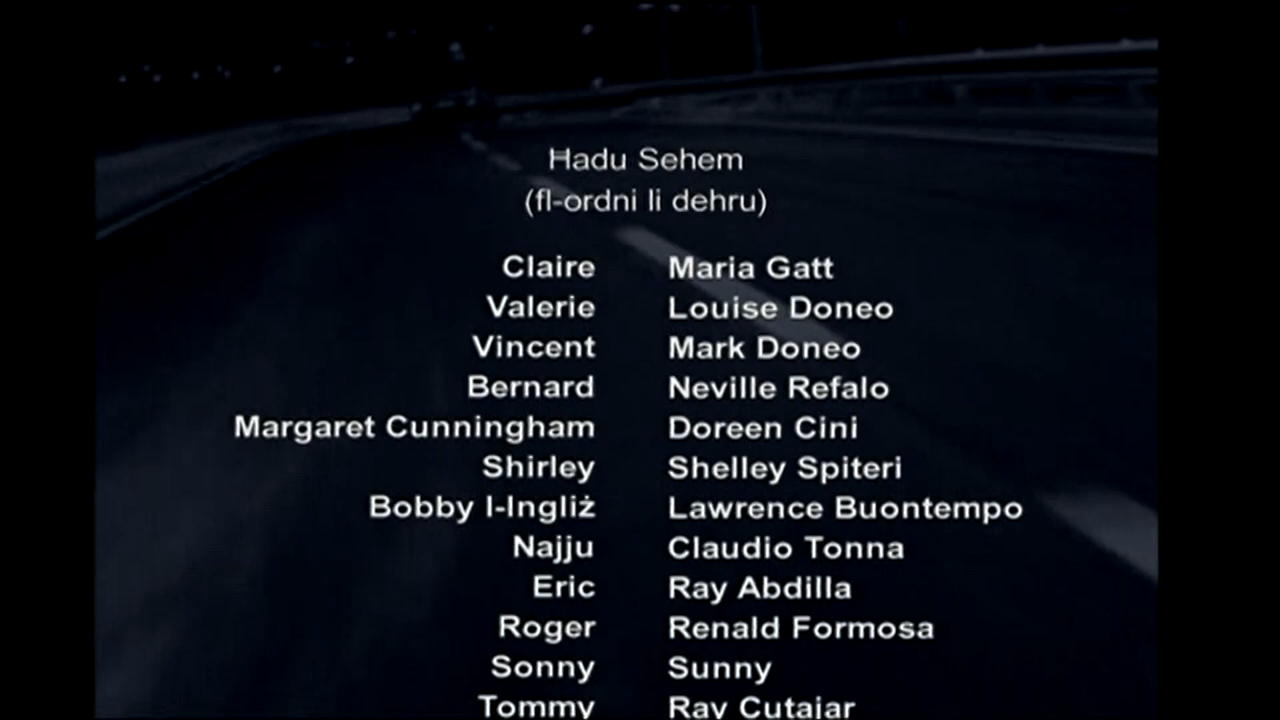 Ħadu Sehem
(fl-ordni li dehru)
Claire Maria Gatt
Valerie Louise Doneo
Vincent Mark Doneo
Bernard Neville Refalo
Margaret Cunningham Doreen Cini
Shirley Shelley Spiteri
Bobby l-Ingliż Lawrence Buontempo
Najju Claudio Tonna
Eric Ray Abdilla
Roger Renald Formosa
Sonny Sunny
Tommy Ray Cutajar